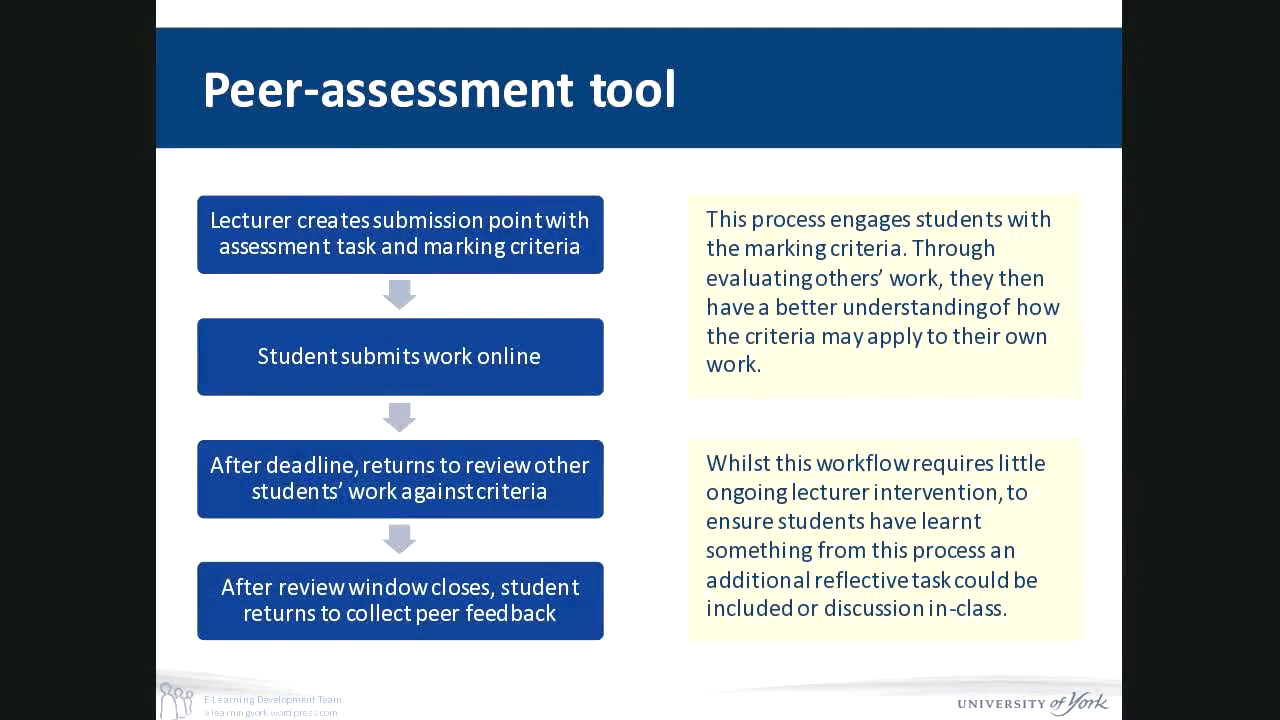 Peer-assessment tool
Lecturer creates submission point with
assessment task and marking criteria
Student submits work online
After deadline, returns to review other
students’ work against criteria
After review window closes, student
returns to collect peer feedback
This process engages students with
the marking criteria. Through
evaluating others’ work, they then
have a better understanding of how
the criteria may apply to their own
work.
Whilst this workflow requires little
ongoing lecturer intervention, to
ensure students have learnt
something from this process an
additional reflective task could be
included or discussion in-class.
E-Learning Development Team
elearningyork.wordpress.com
UNIVERSITY of York